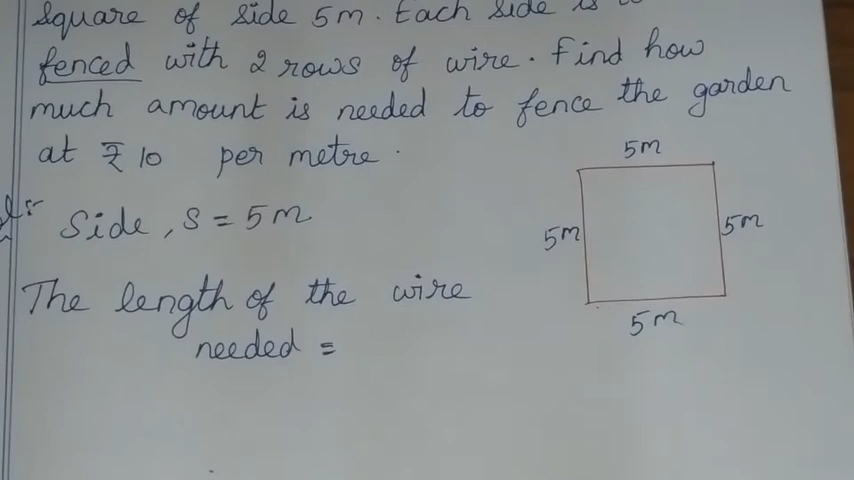 Square of side 5m. Each side is
fenced with 2 rows of wire. Find how
much amount is needed to fence the garden
at ₹ 10 per metre.
5m
Side, S = 5m
5m
5m
The length of the wire
5m
needed =